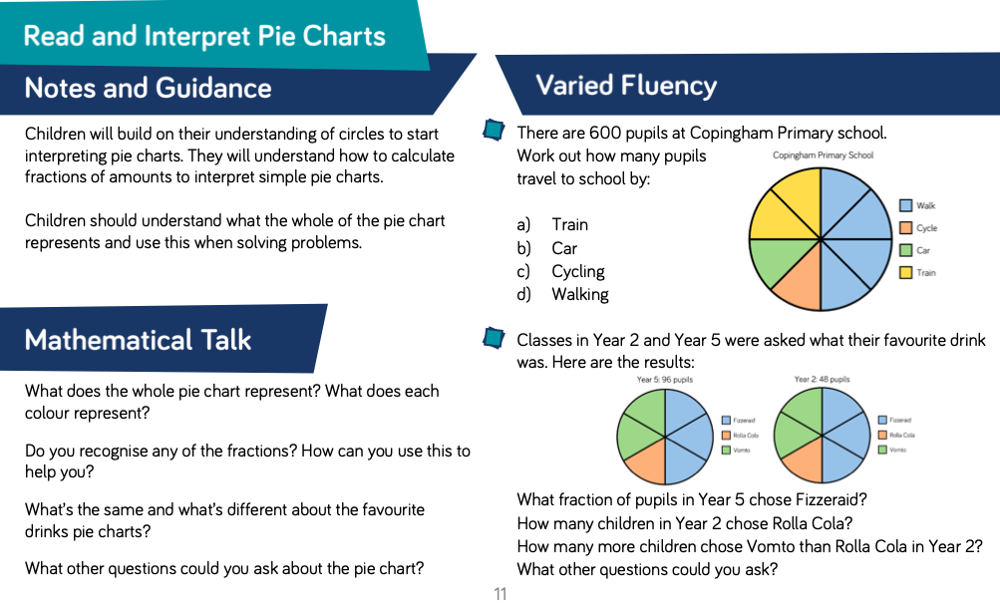 Read and Interpret Pie Charts
Notes and Guidance
Children will build on their understanding of circles to start
interpreting pie charts. They will understand how to calculate
fractions of amounts to interpret simple pie charts.
Children should understand what the whole of the pie chart
represents and use this when solving problems.
Mathematical Talk
What does the whole pie chart represent? What does each
colour represent?
Do you recognise any of the fractions? How can you use this to
help you?
What's the same and what's different about the favourite
drinks pie charts?
What other questions could you ask about the pie chart?
Varied Fluency
There are 600 pupils at Copingham Primary school.
Work out how many pupils
travel to school by:
a) Train
b) Car
c) Cycling
d) Walking
Copingham Primary School
Walk
Cycle
Car
Train
Classes in Year 2 and Year 5 were asked what their favourite drink
was. Here are the results:
Year 5: 96 pupils
Fizzeraid
Rolla Cola
Vomto
Year 2: 48 pupils
Fizzeraid
Rolla Cola
Vomto
What fraction of pupils in Year 5 chose Fizzeraid?
How many children in Year 2 chose Rolla Cola?
How many more children chose Vomto than Rolla Cola in Year 2?
What other questions could you ask?
11